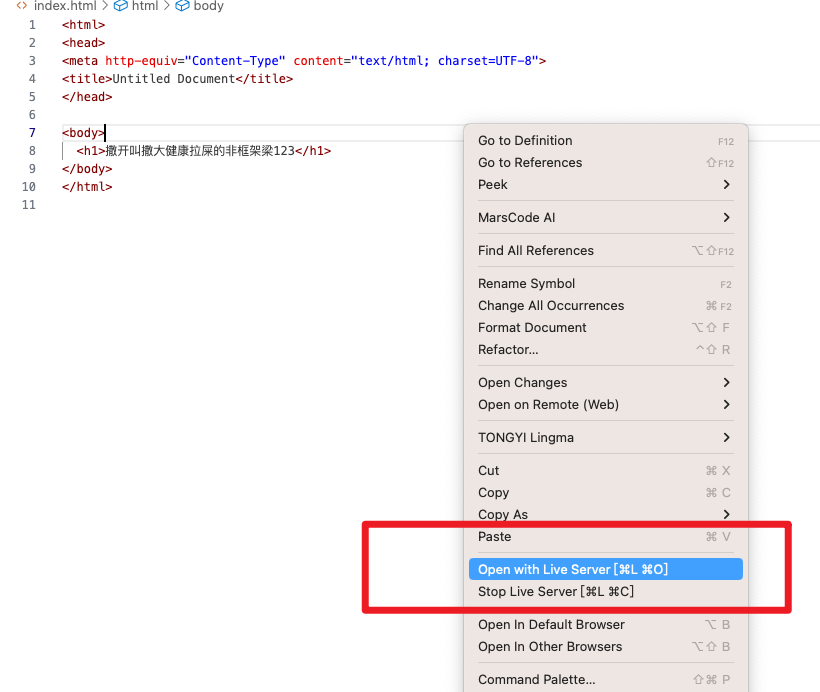 index.html > html > body
1 <html>
2 <head>
3 <meta http-equiv="Content-Type" content="text/html; charset=UTF-8">
4 <title>Untitled Document</title>
5 </head>
6
7 <body>
8 <h1>撒开叫撒大健康拉屎的非框架梁123</h1>
9 </body>
10 </html>
11
Go to Definition F12
Go to References ⇧F12
Peek >
MarsCode AI >
Find All References ⌥⇧F12
Rename Symbol F2
Change All Occurrences ⌘F2
Format Document ⌥⇧ F
Refactor... ^⇧ R
Open Changes >
Open on Remote (Web) >
TONGYI Lingma >
Cut ⌘ X
Copy ⌘ C
Copy As >
Paste ⌘ V
Open with Live Server [⌘L ⌘O]
Stop Live Server [⌘L ⌘C]
Open In Default Browser ⌥ B
Open In Other Browsers ⌥⇧ B
Command Palette... ⇧⌘ P